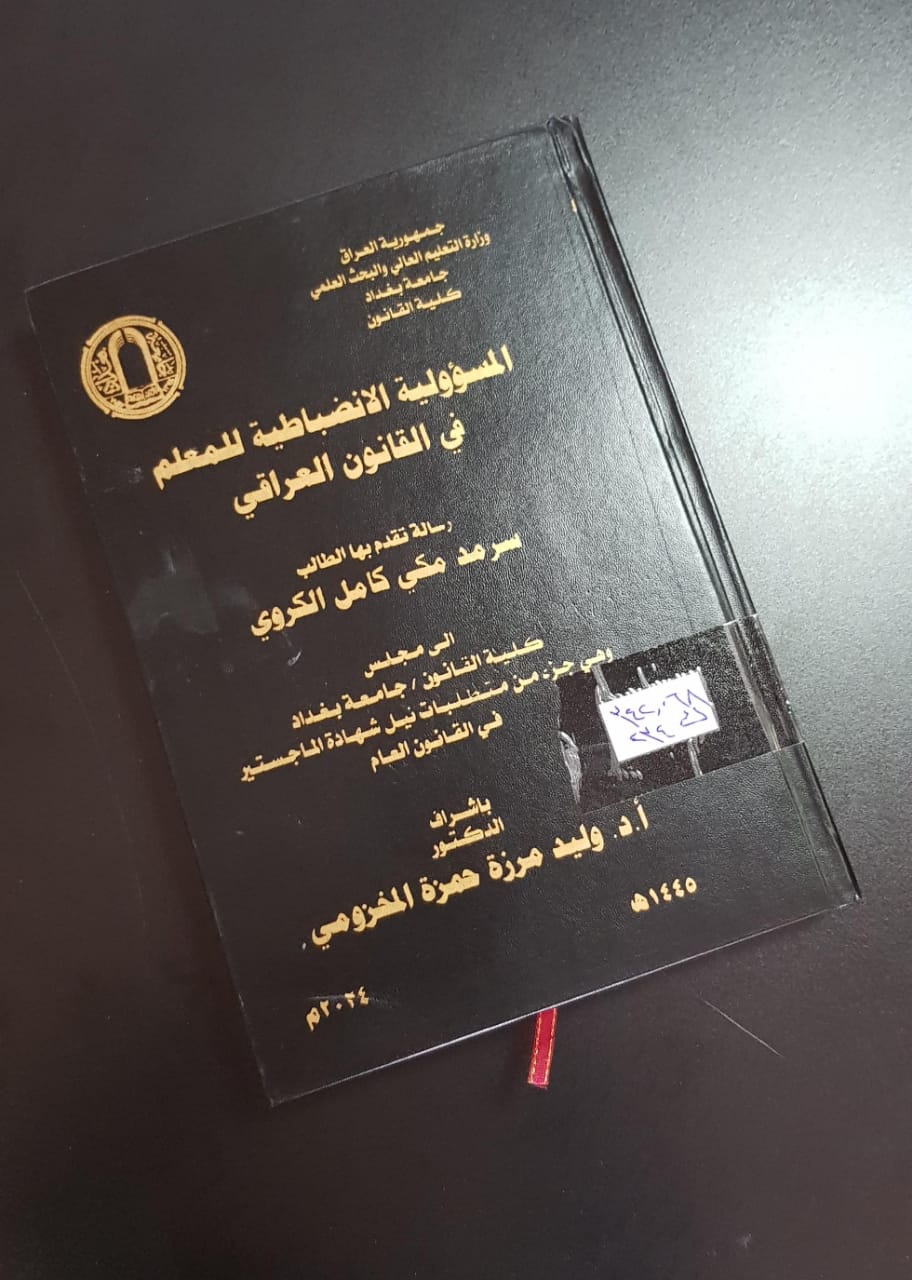 جمهورية العراق
وزارة التعليم العالي والبحث العلمي
جامعة بغداد
كلية القانون
المسؤولية الانضباطية للمعلم
في القانون العراقي
رسالة تقدم بها الطالب
سرمد مكي كامل الكروي
الى مجلس
كلية القانون / جامعة بغداد
وهي جزء من متطلبات نيل شهادة الماجستير
في القانون العام
باشراف
الدكتور
أ.د. وليد مرزة حمزة المخزومي
١٤٤٥هـ
٢٠٢٤م